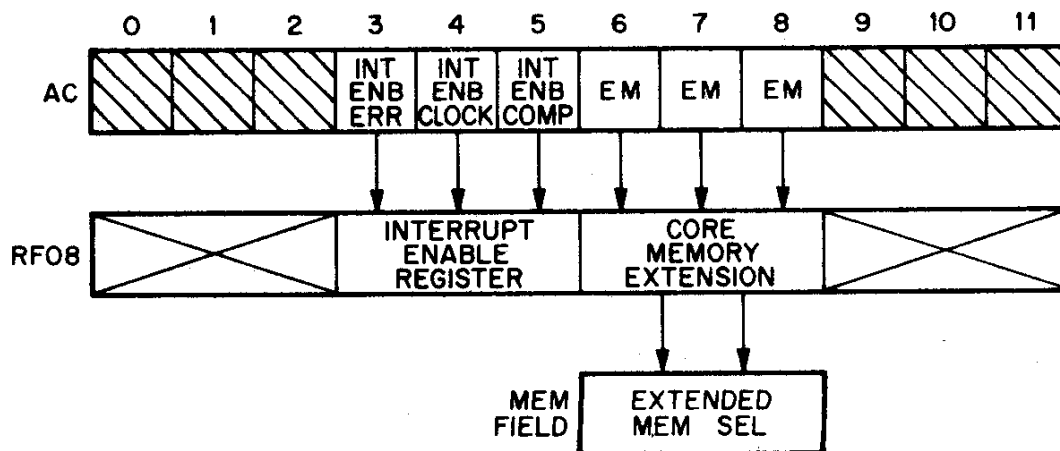 0 1 2 3 4 5 6 7 8 9 10 11
AC
INT ENB ERR
INT ENB CLOCK
INT ENB COMP
EM
EM
EM
RF08
INTERRUPT
ENABLE
REGISTER
CORE
MEMORY
EXTENSION
MEM
FIELD
EXTENDED
MEM SEL